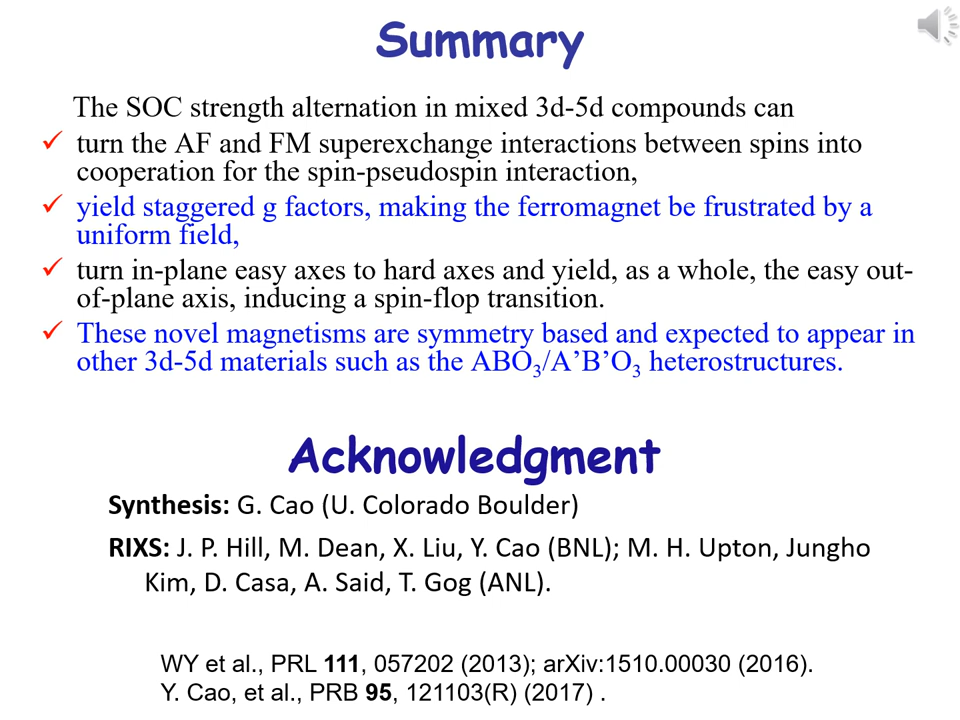 Summary
The SOC strength alternation in mixed 3d-5d compounds can
✓ turn the AF and FM superexchange interactions between spins into
cooperation for the spin-pseudospin interaction,
✓ yield staggered g factors, making the ferromagnet be frustrated by a
uniform field,
✓ turn in-plane easy axes to hard axes and yield, as a whole, the easy out-
of-plane axis, inducing a spin-flop transition.
✓ These novel magnetisms are symmetry based and expected to appear in
other 3d-5d materials such as the ABO₃/A’B’O₃ heterostructures.
Acknowledgment
Synthesis: G. Cao (U. Colorado Boulder)
RIXS: J. P. Hill, M. Dean, X. Liu, Y. Cao (BNL); M. H. Upton, Jungho
Kim, D. Casa, A. Said, T. Gog (ANL).
WY et al., PRL 111, 057202 (2013); arXiv:1510.00030 (2016).
Y. Cao, et al., PRB 95, 121103(R) (2017) .